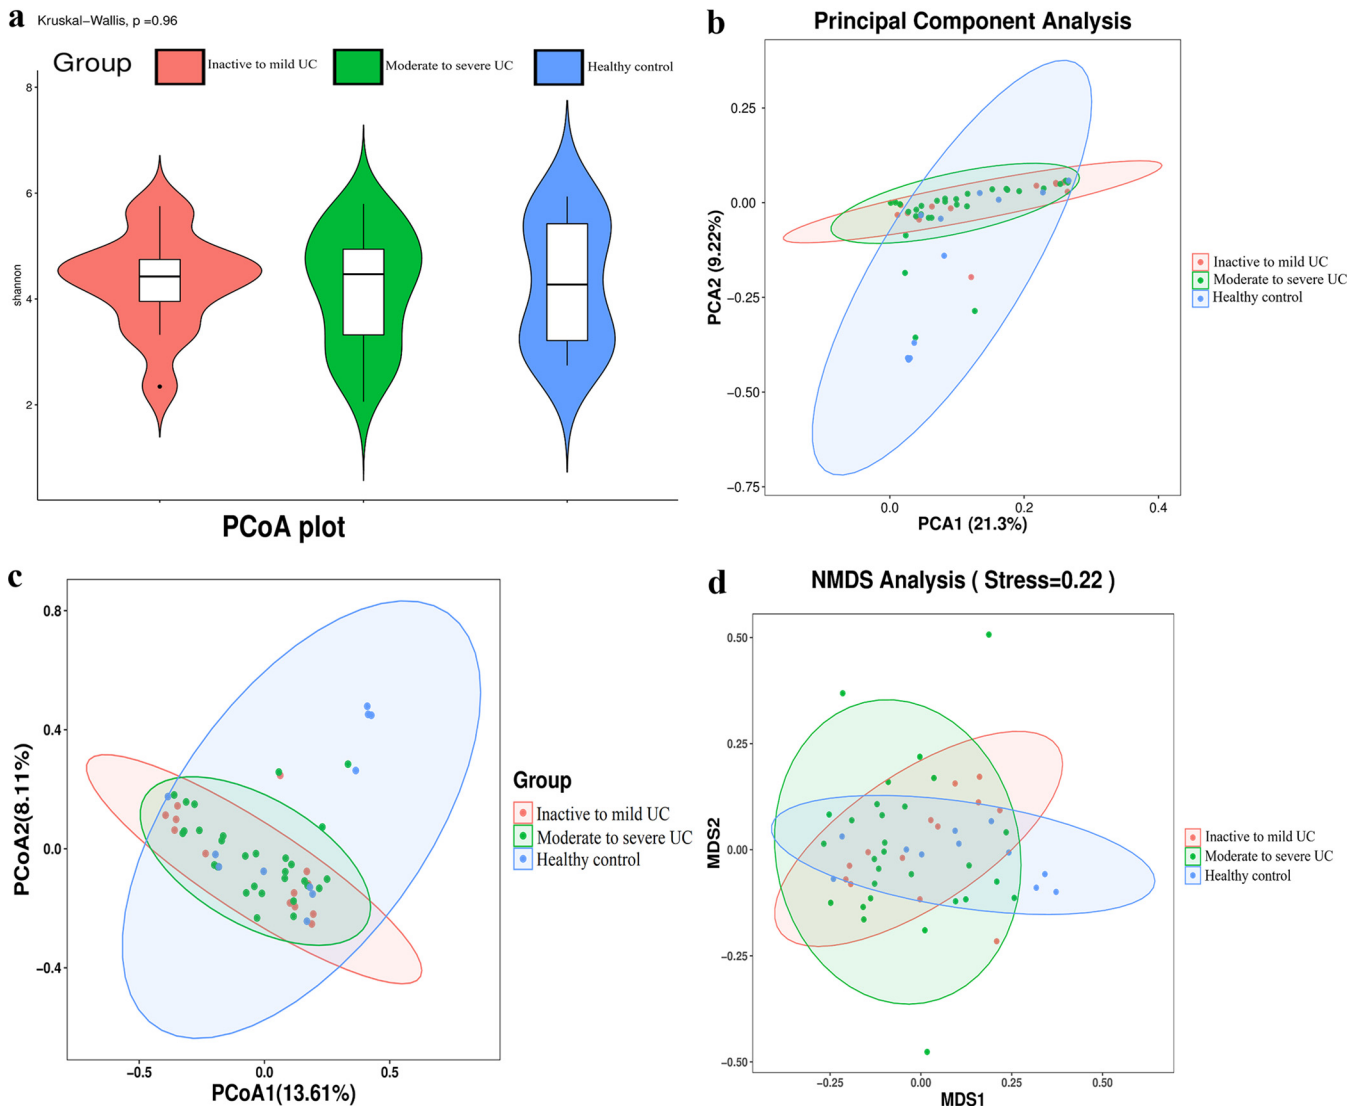 a
Kruskal−Wallis, p =0.96
Group
Inactive to mild UC
Moderate to severe UC
Healthy control
8
6
4
2
shannon
b
Principal Component Analysis
0.25
0.00
−0.25
−0.50
−0.75
PCA2 (9.22%)
0.0
0.2
0.4
PCA1 (21.3%)
Inactive to mild UC
Moderate to severe UC
Healthy control
PCoA plot
c
0.8
0.4
0.0
−0.4
PCoA2(8.11%)
−0.5
0.0
0.5
PCoA1(13.61%)
Group
Inactive to mild UC
Moderate to severe UC
Healthy control
d
NMDS Analysis ( Stress=0.22 )
0.50
0.25
0.00
−0.25
−0.50
MDS2
−0.25
0.00
0.25
0.50
MDS1
Inactive to mild UC
Moderate to severe UC
Healthy control